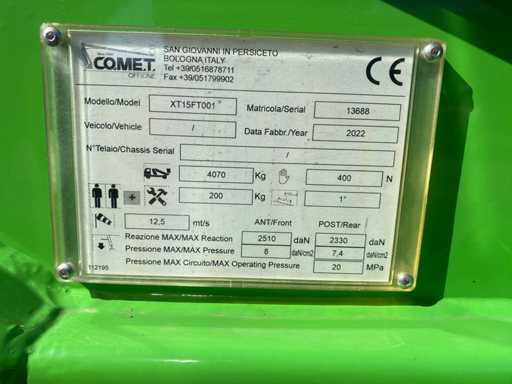 CO.ME.T.
OFFICINE
SAN GIOVANNI IN PERSICETO
BOLOGNA ITALY
Tel +39/0516878711
Fax +39/051799902
CE
Modello/Model XT15FT001 Matricola/Serial 13688
Veicolo/Vehicle / Data Fabbr./Year 2022
N°Telaio/Chassis Serial /
4070 Kg 400 N
+ 200 Kg 1°
12,5 mt/s ANT/Front POST/Rear
Reazione MAX/MAX Reaction 2510 daN 2330 daN
Pressione MAX/MAX Pressure 8 daN/cm2 7,4 daN/cm2
Pressione MAX Circuito/MAX Operating Pressure 20 MPa
112195